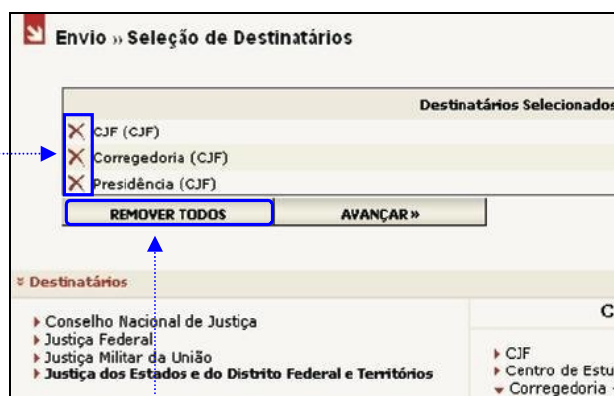 Envio » Seleção de Destinatários
Destinatários Selecionados
CJF (CJF)
Corregedoria (CJF)
Presidência (CJF)
REMOVER TODOS AVANÇAR »
Destinatários
Conselho Nacional de Justiça
Justiça Federal
Justiça Militar da União
Justiça dos Estados e do Distrito Federal e Territórios
C
CJF
Centro de Estu
Corregedoria